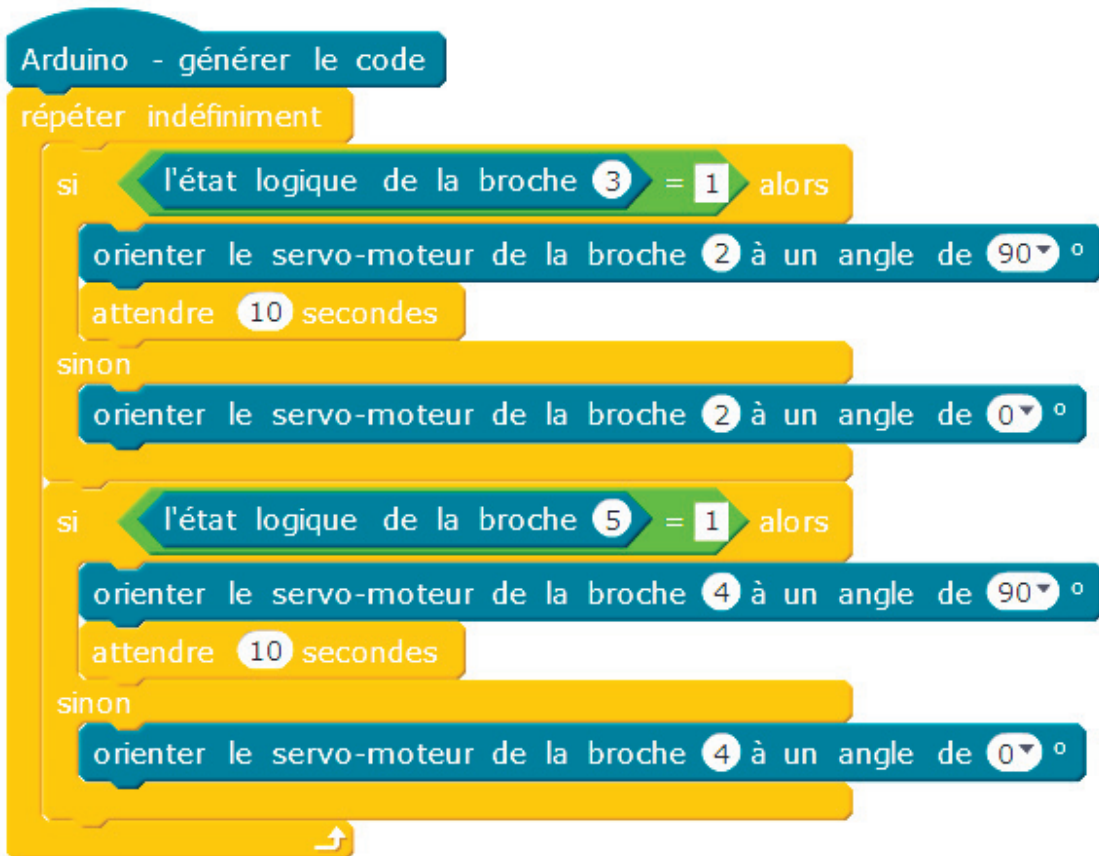 Arduino - générer le code
répéter indéfiniment
si l'état logique de la broche 3 = 1 alors
orienter le servo-moteur de la broche 2 à un angle de 90 °
attendre 10 secondes
sinon
orienter le servo-moteur de la broche 2 à un angle de 0 °
si l'état logique de la broche 5 = 1 alors
orienter le servo-moteur de la broche 4 à un angle de 90 °
attendre 10 secondes
sinon
orienter le servo-moteur de la broche 4 à un angle de 0 °